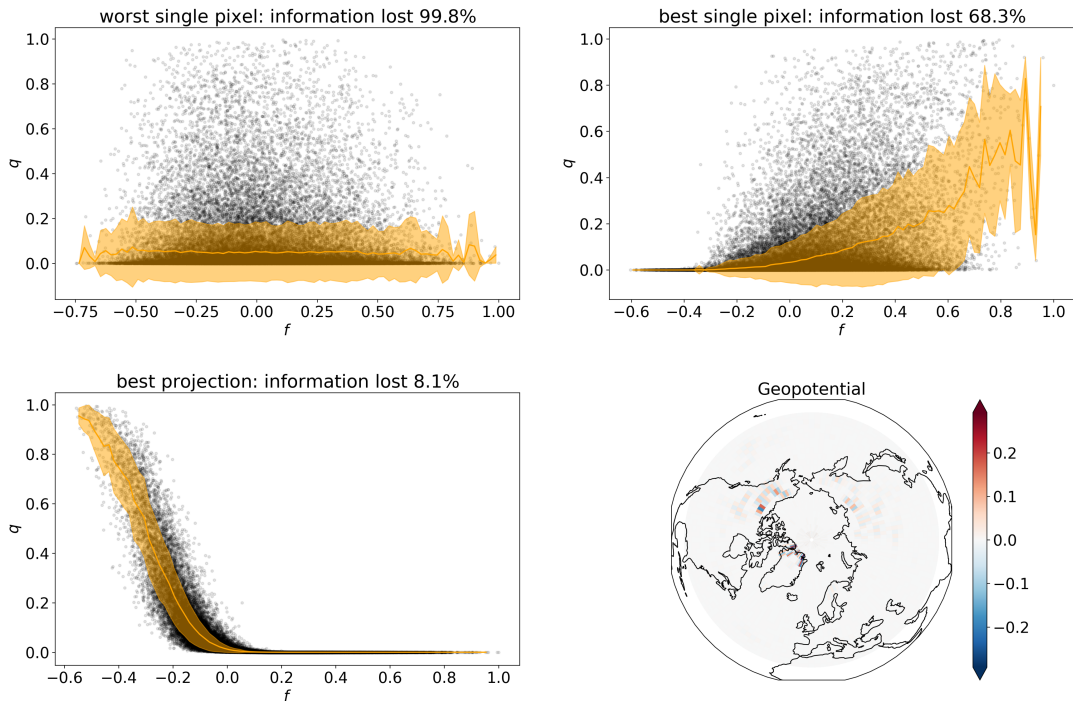 worst single pixel: information lost 99.8%
1.0
0.8
0.6
0.4
0.2
0.0
q
−0.75 −0.50 −0.25 0.00 0.25 0.50 0.75 1.00
f
best single pixel: information lost 68.3%
1.0
0.8
0.6
0.4
0.2
0.0
q
−0.6 −0.4 −0.2 0.0 0.2 0.4 0.6 0.8 1.0
f
best projection: information lost 8.1%
1.0
0.8
0.6
0.4
0.2
0.0
q
−0.6 −0.4 −0.2 0.0 0.2 0.4 0.6 0.8 1.0
f
Geopotential
0.2
0.1
0.0
−0.1
−0.2